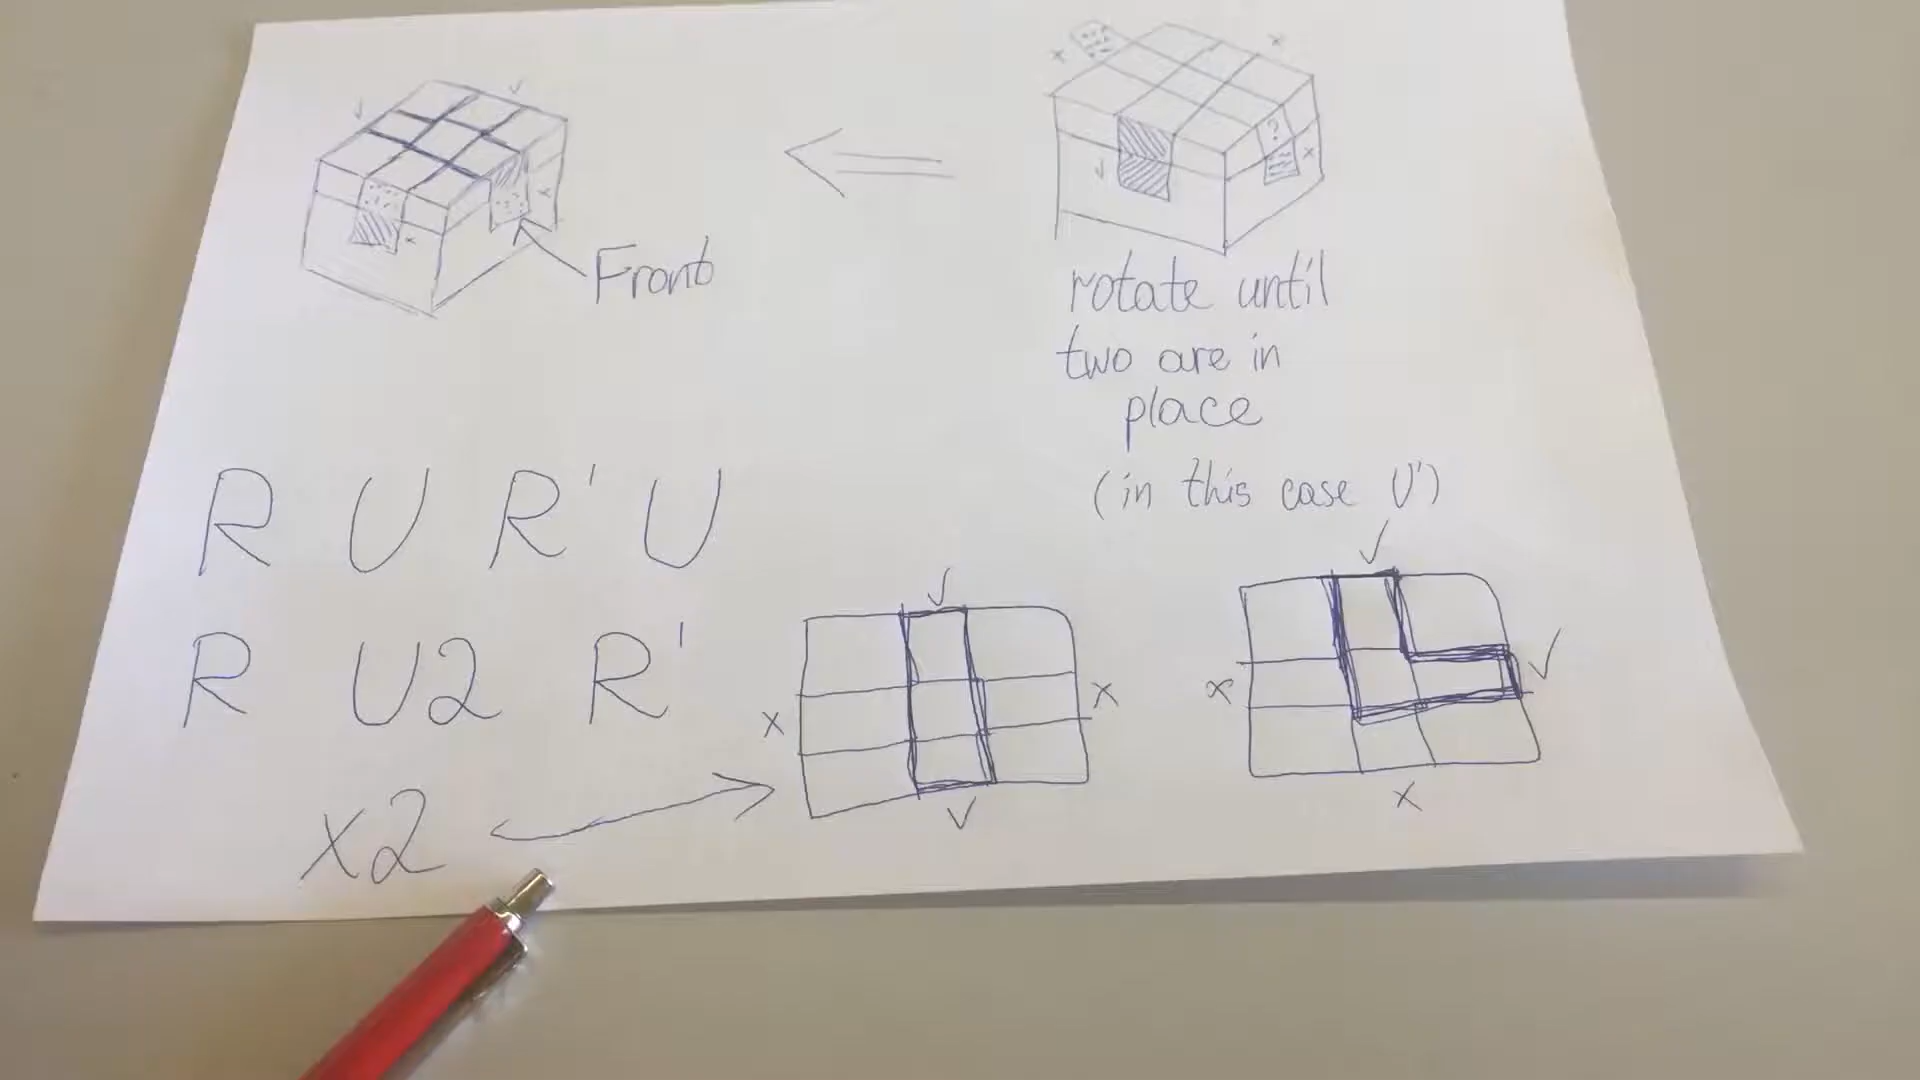 Front
?
rotate until
two are in
place
(in this case U')
R U R' U
R U2 R'
x2